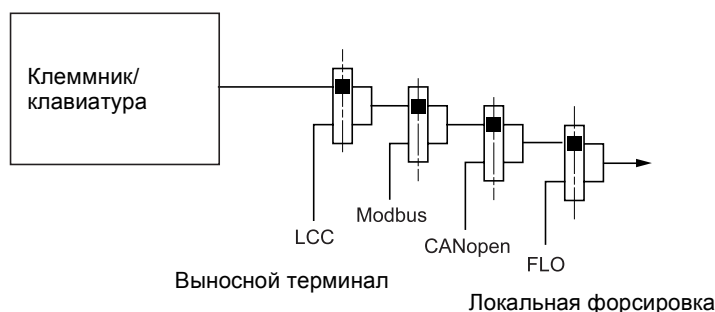 Клеммник/
клавиатура
LCC
Modbus
CANopen
FLO
Выносной терминал
Локальная форсировка